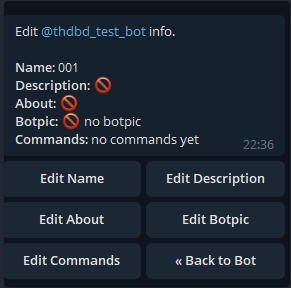 Edit @thdbd_test_bot info.
Name: 001
Description: 🚫
About: 🚫
Botpic: 🚫 no botpic
Commands: no commands yet
22:36
Edit Name
Edit Description
Edit About
Edit Botpic
Edit Commands
« Back to Bot